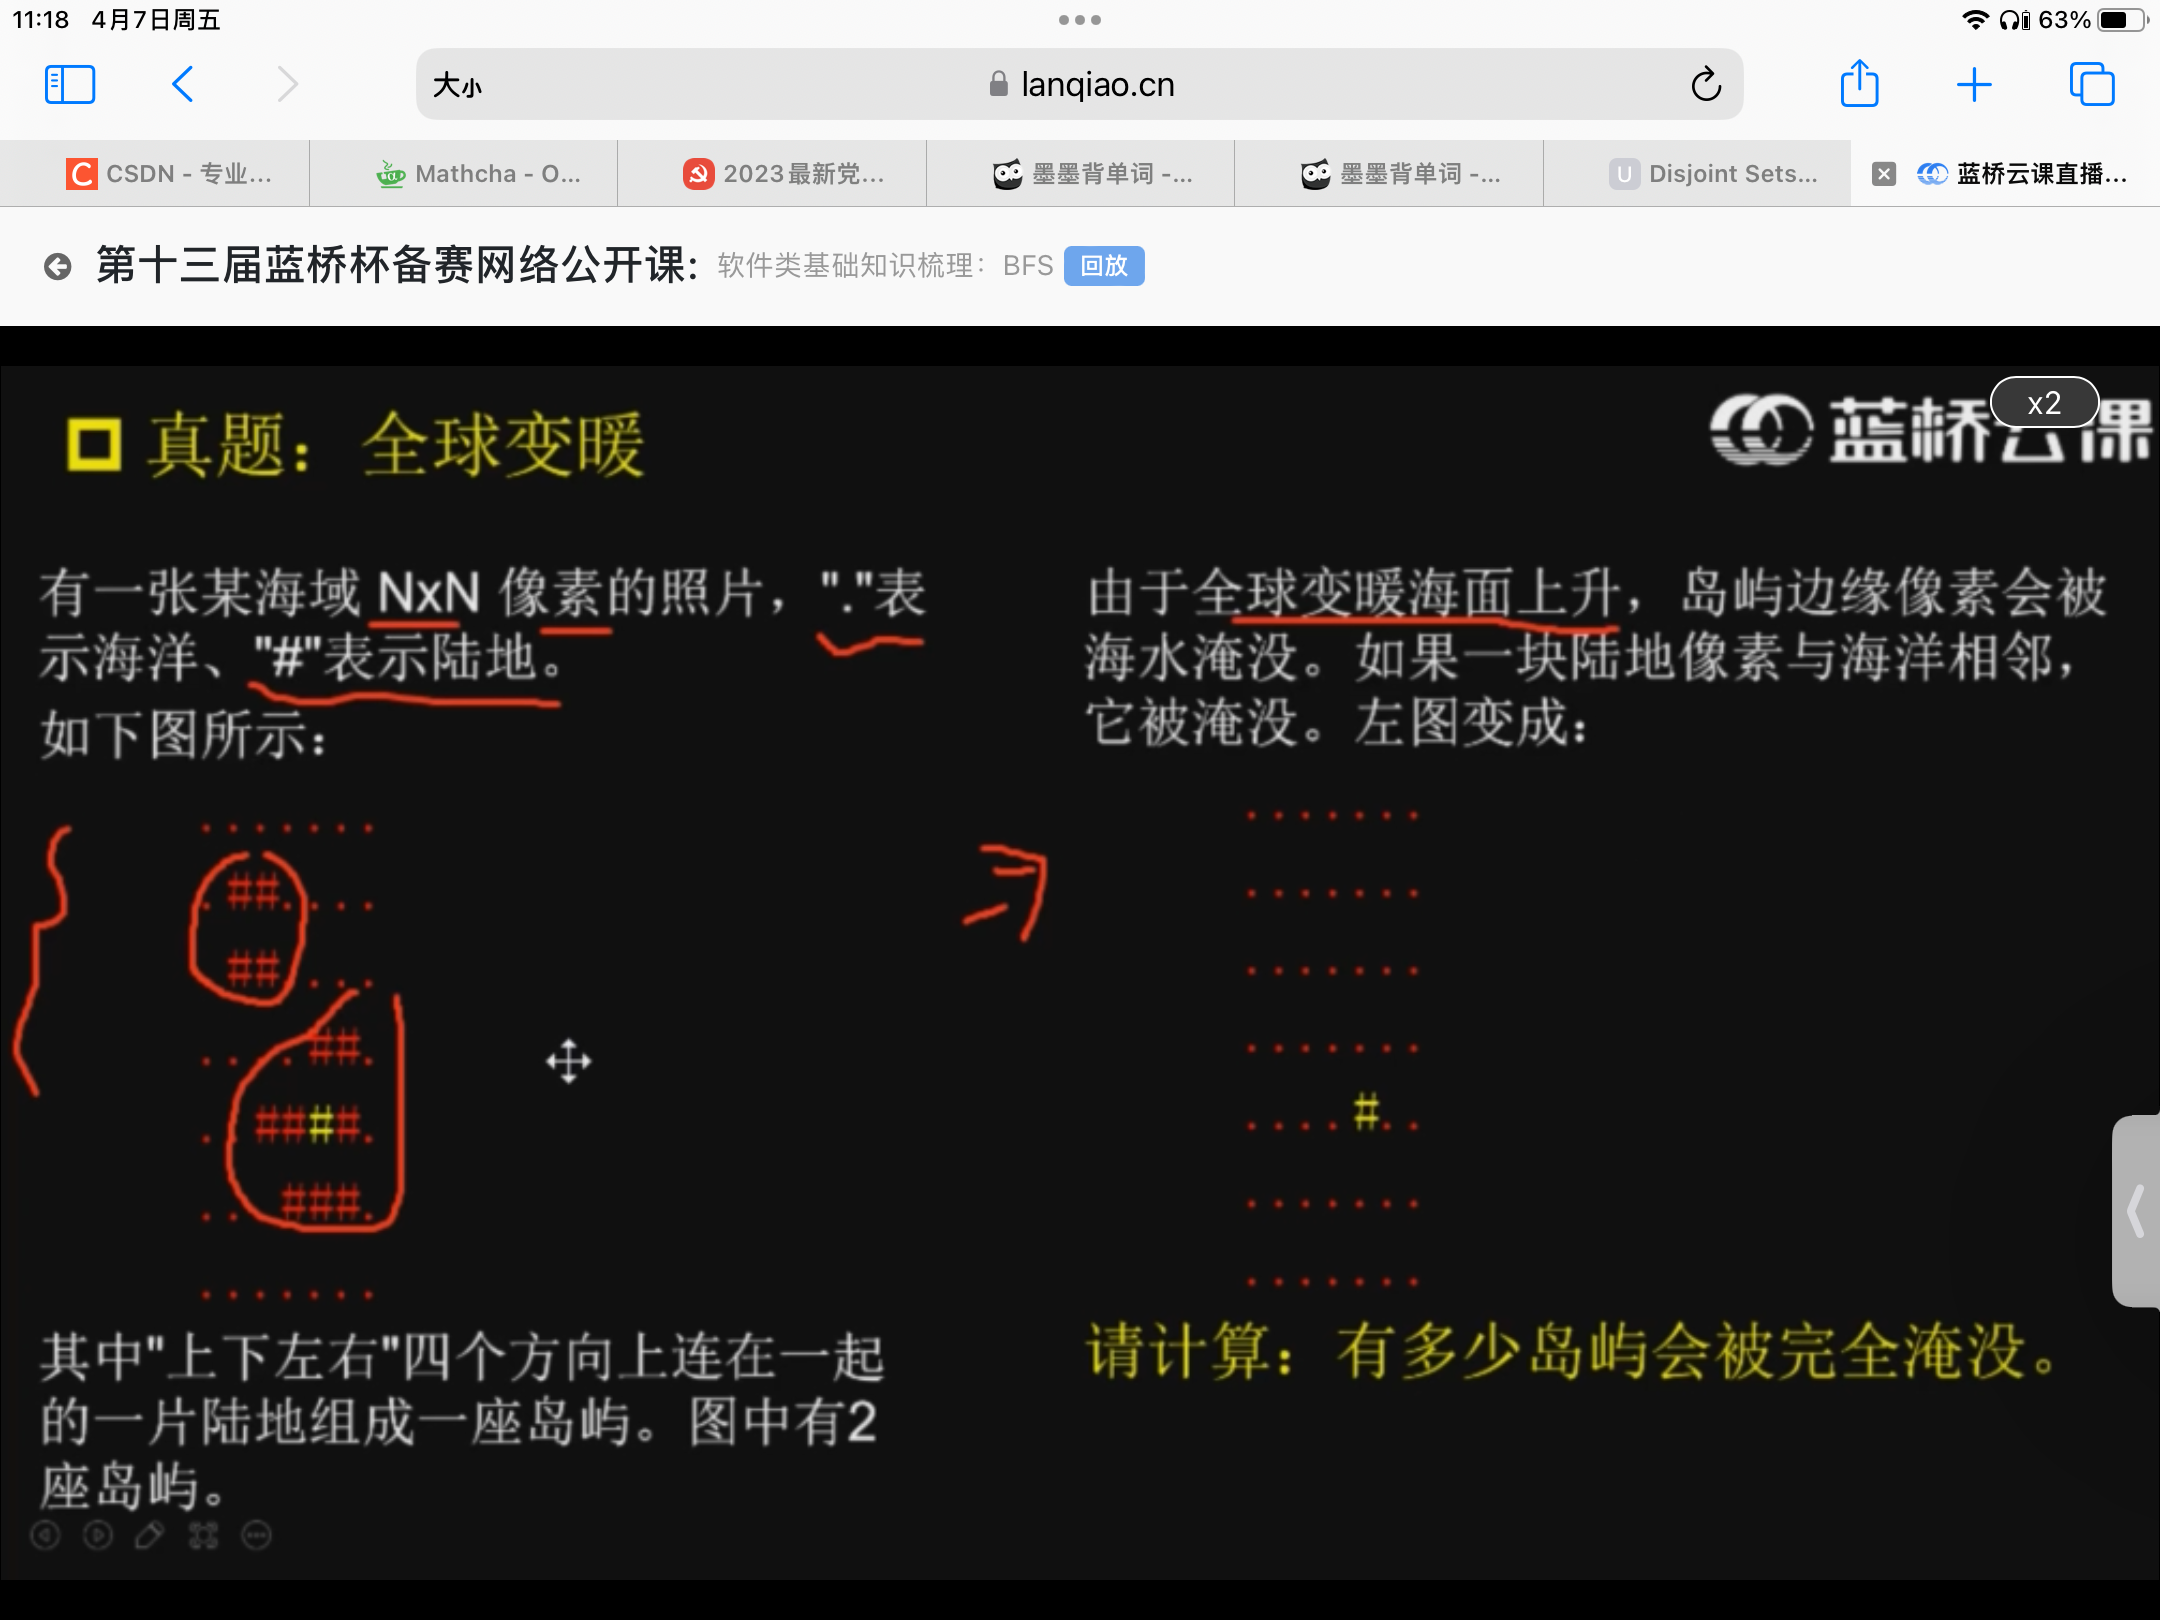 11:18 4月7日周五
63%
大小
lanqiao.cn
CSDN - 专业...
Mathcha - O...
2023最新党...
墨墨背单词 -...
墨墨背单词 -...
U Disjoint Sets...
蓝桥云课直播...
第十三届蓝桥杯备赛网络公开课: 软件类基础知识梳理：BFS 回放
真题：全球变暖
蓝桥云课
x2
有一张某海域 NxN 像素的照片，"."表
示海洋、"#"表示陆地。
如下图所示：
.......
.##....
.##....
....##.
..####.
...###.
.......
其中"上下左右"四个方向上连在一起
的一片陆地组成一座岛屿。图中有2
座岛屿。
由于全球变暖海面上升，岛屿边缘像素会被
海水淹没。如果一块陆地像素与海洋相邻，
它被淹没。左图变成：
.......
.......
.......
.......
....#..
.......
.......
请计算：有多少岛屿会被完全淹没。